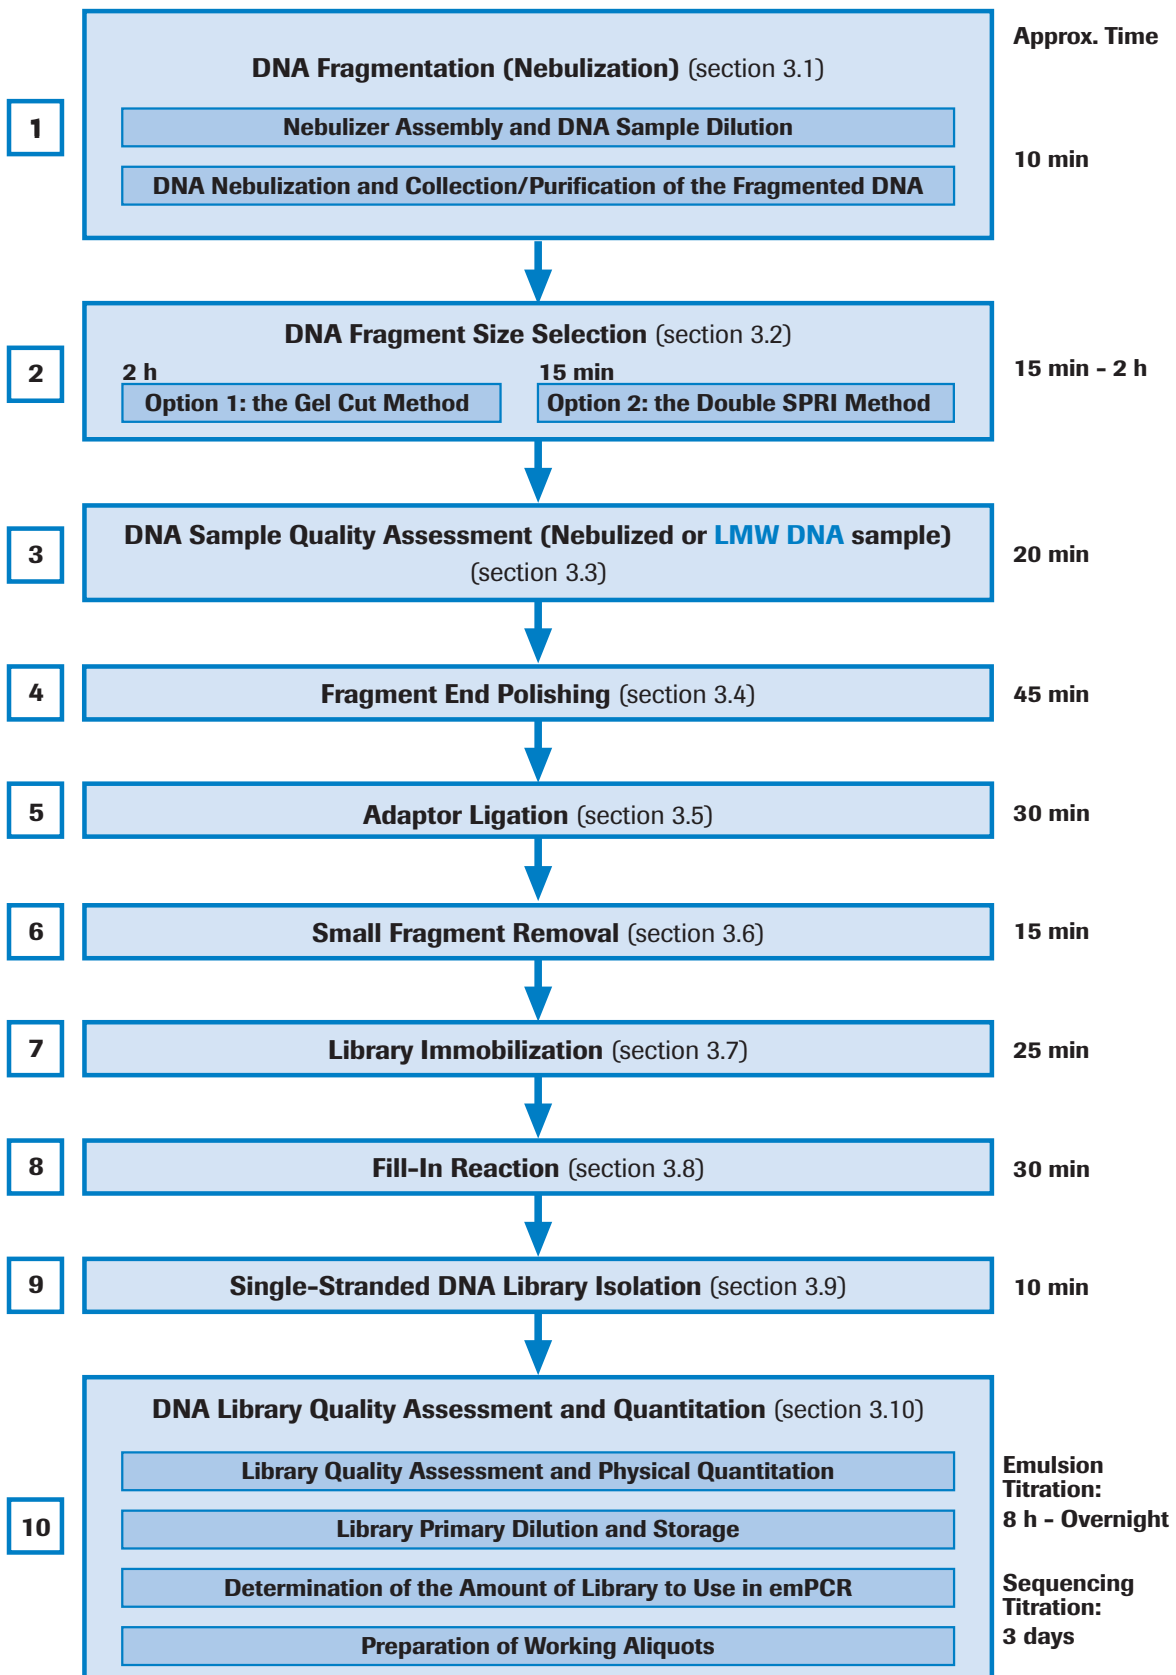 Approx. Time
DNA Fragmentation (Nebulization) (section 3.1)
1
Nebulizer Assembly and DNA Sample Dilution
10 min
DNA Nebulization and Collection/Purification of the Fragmented DNA
DNA Fragment Size Selection (section 3.2)
2
2 h
15 min
15 min - 2 h
Option 1: the Gel Cut Method
Option 2: the Double SPRI Method
3
DNA Sample Quality Assessment (Nebulized or LMW DNA sample)
(section 3.3)
20 min
4
Fragment End Polishing (section 3.4)
45 min
5
Adaptor Ligation (section 3.5)
30 min
6
Small Fragment Removal (section 3.6)
15 min
7
Library Immobilization (section 3.7)
25 min
8
Fill-In Reaction (section 3.8)
30 min
9
Single-Stranded DNA Library Isolation (section 3.9)
10 min
10
DNA Library Quality Assessment and Quantitation (section 3.10)
Library Quality Assessment and Physical Quantitation
Library Primary Dilution and Storage
Determination of the Amount of Library to Use in emPCR
Preparation of Working Aliquots
Emulsion
Titration:
8 h - Overnight
Sequencing
Titration:
3 days